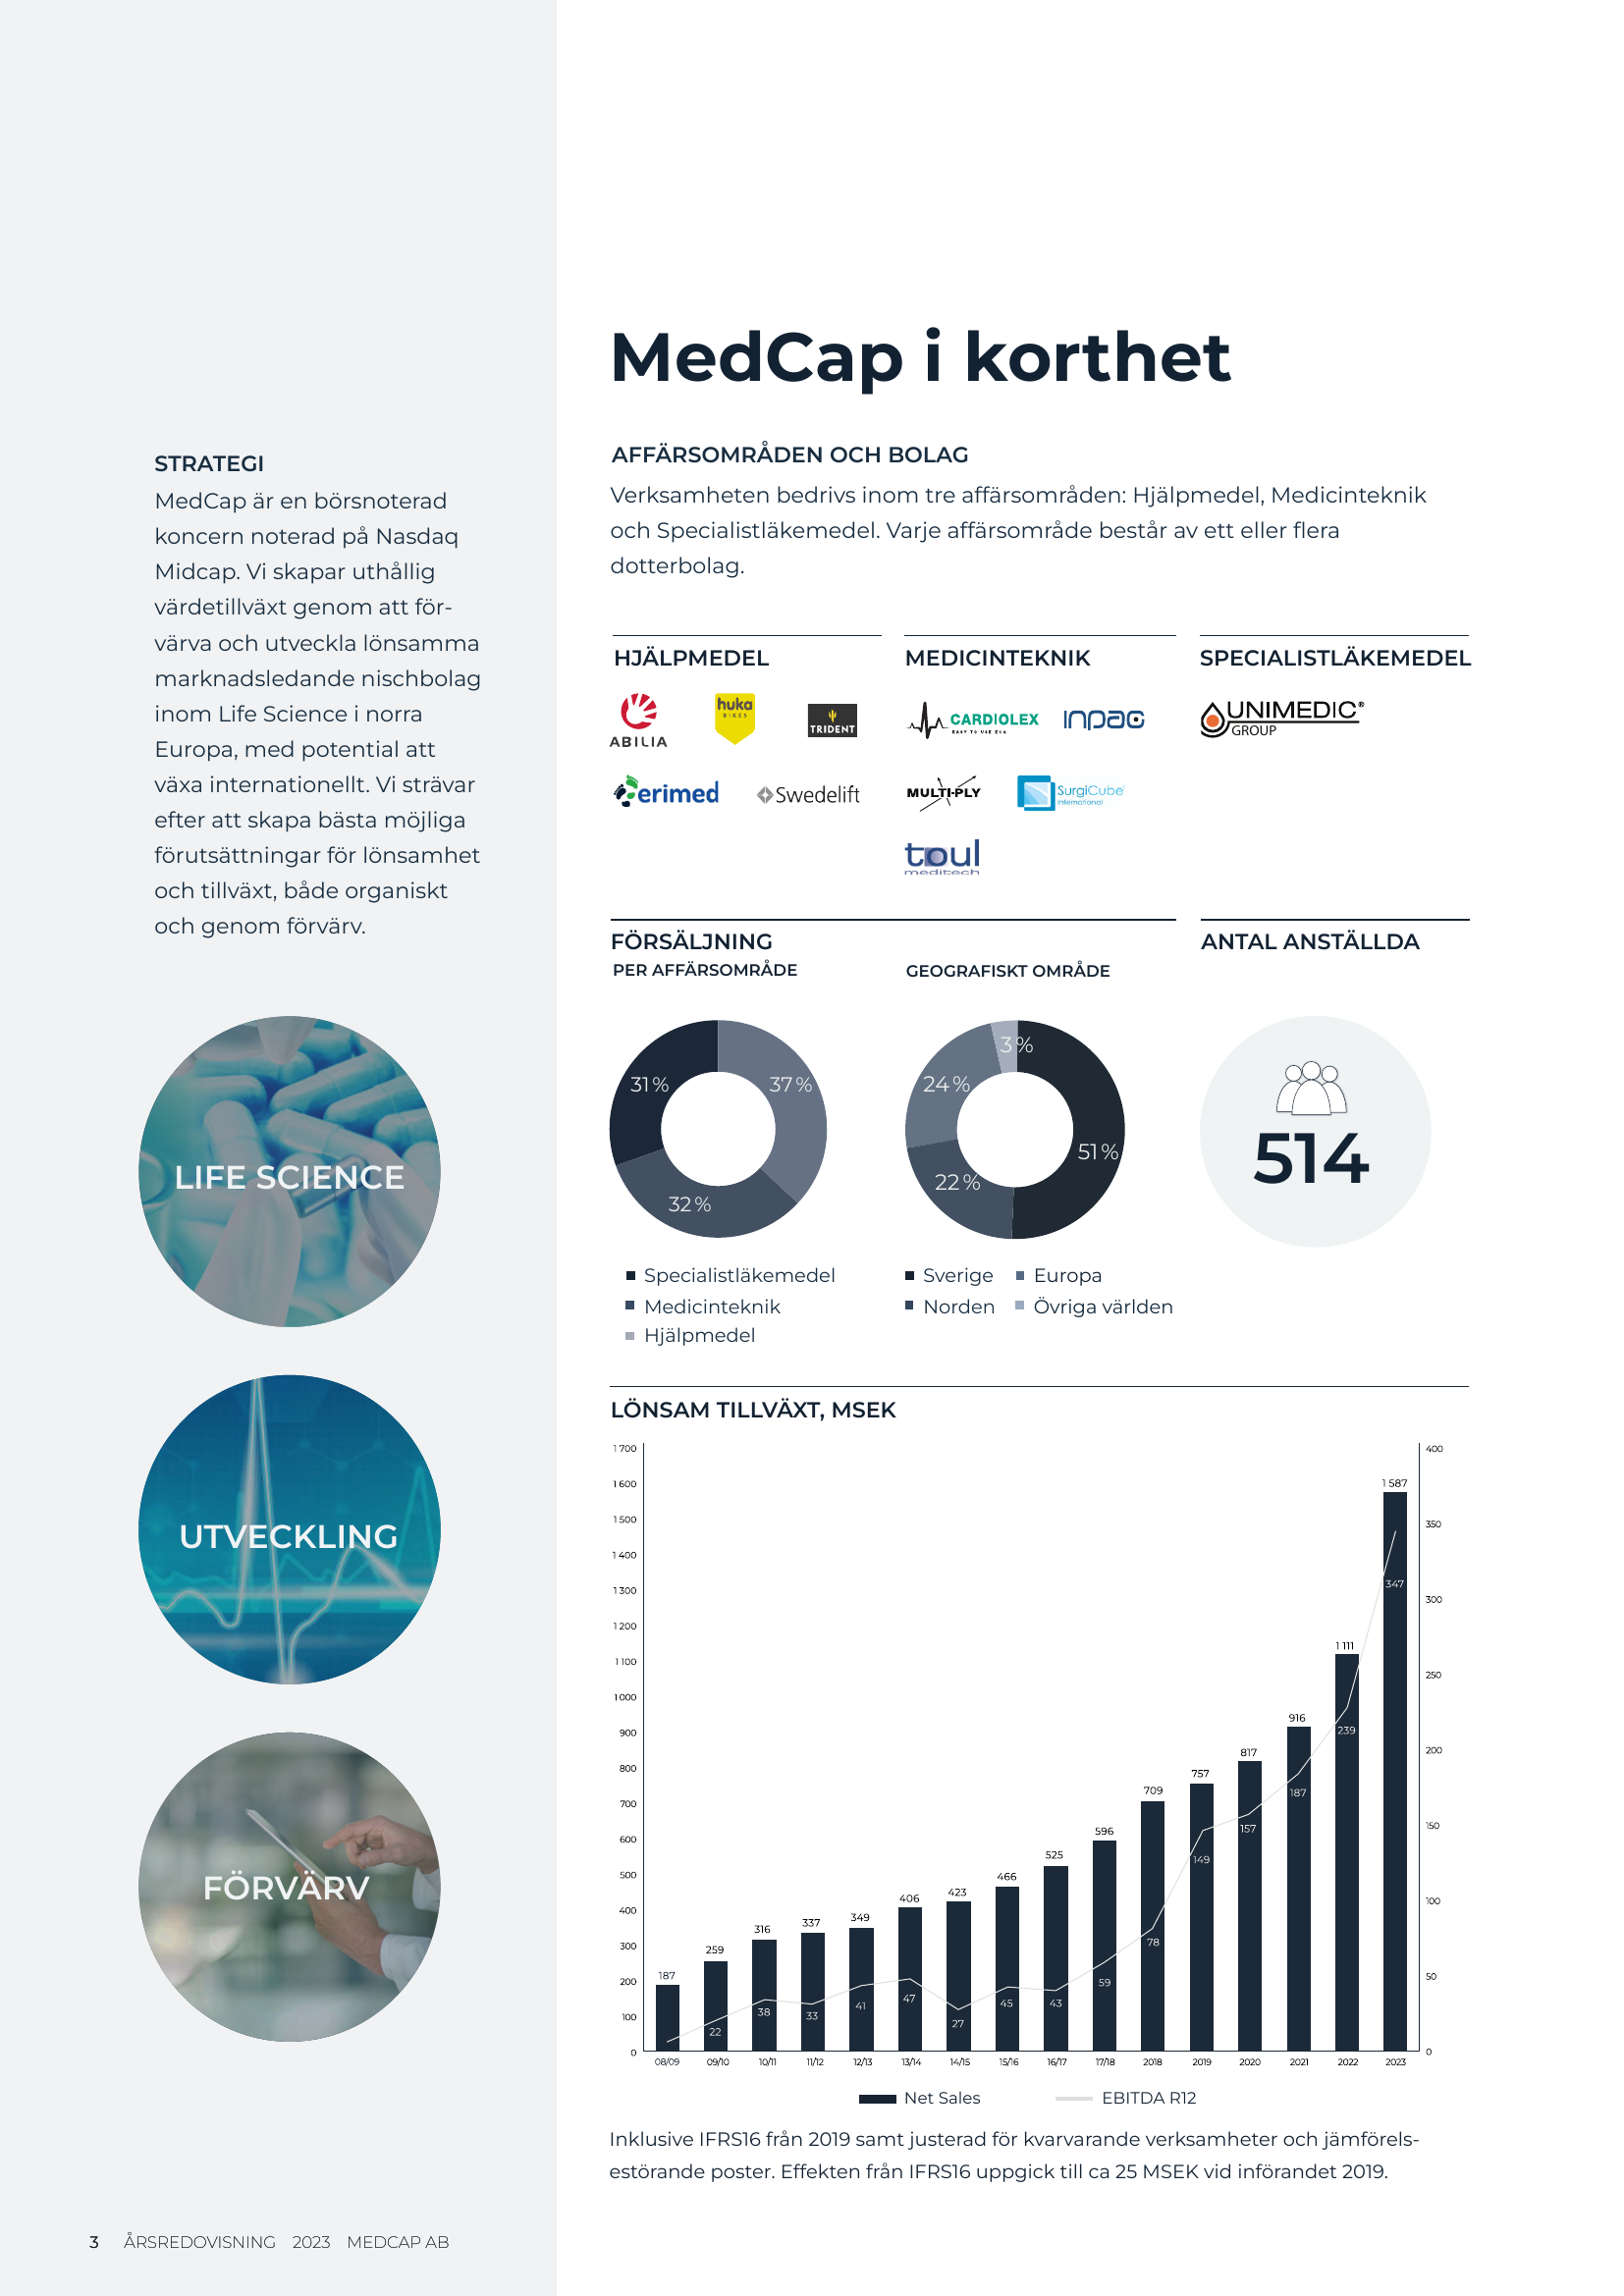 MedCap i korthet
STRATEGI
MedCap är en börsnoterad
koncern noterad på Nasdaq
Midcap. Vi skapar uthållig
värdetillväxt genom att för-
värva och utveckla lönsamma
marknadsledande nischbolag
inom Life Science i norra
Europa, med potential att
växa internationellt. Vi strävar
efter att skapa bästa möjliga
förutsättningar för lönsamhet
och tillväxt, både organiskt
och genom förvärv.
LIFE SCIENCE
UTVECKLING
FÖRVÄRV
AFFÄRSOMRÅDEN OCH BOLAG
Verksamheten bedrivs inom tre affärsområden: Hjälpmedel, Medicinteknik
och Specialistläkemedel. Varje affärsområde består av ett eller flera
dotterbolag.
HJÄLPMEDEL
ABILIA
huka
BIKES
TRIDENT
erimed
Swedelift
MEDICINTEKNIK
CARDIOLEX
EASY TO USE ECG
inpac
MULTI-PLY
SurgiCube
International
toul
meditech
SPECIALISTLÄKEMEDEL
UNIMEDIC®
GROUP
FÖRSÄLJNING
PER AFFÄRSOMRÅDE
31 %
37 %
32 %
Specialistläkemedel
Medicinteknik
Hjälpmedel
GEOGRAFISKT OMRÅDE
3 %
24 %
51 %
22 %
Sverige
Europa
Norden
Övriga världen
ANTAL ANSTÄLLDA
514
LÖNSAM TILLVÄXT, MSEK
1 700
1 600
1 500
1 400
1 300
1 200
1 100
1 000
900
800
700
600
500
400
300
200
100
0
400
350
300
250
200
150
100
50
0
187
259
316
337
349
406
423
466
525
596
709
757
817
916
1 111
1 587
22
38
33
41
47
27
45
43
59
78
149
157
187
239
347
08/09 09/10 10/11 11/12 12/13 13/14 14/15 15/16 16/17 17/18 2018 2019 2020 2021 2022 2023
Net Sales EBITDA R12
Inklusive IFRS16 från 2019 samt justerad för kvarvarande verksamheter och jämförels-
estörande poster. Effekten från IFRS16 uppgick till ca 25 MSEK vid införandet 2019.
3 ÅRSREDOVISNING 2023 MEDCAP AB